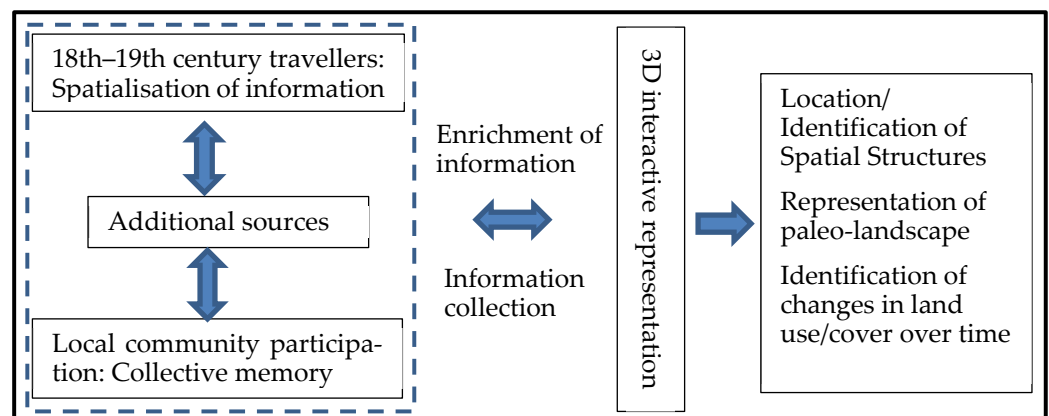 18th–19th century travellers:
Spatialisation of information
Additional sources
Local community participa-
tion: Collective memory
Enrichment of
information
Information
collection
3D interactive representation
Location/
Identification of
Spatial Structures
Representation of
paleo-landscape
Identification of
changes in land
use/cover over time